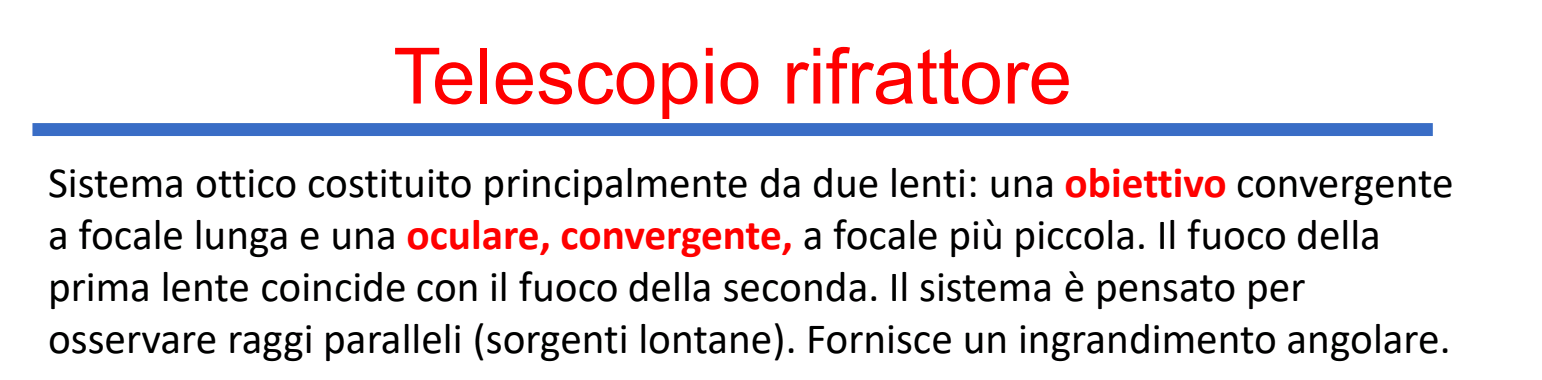 Telescopio rifrattore
Sistema ottico costituito principalmente da due lenti: una obiettivo convergente
a focale lunga e una oculare, convergente, a focale più piccola. Il fuoco della
prima lente coincide con il fuoco della seconda. Il sistema è pensato per
osservare raggi paralleli (sorgenti lontane). Fornisce un ingrandimento angolare.